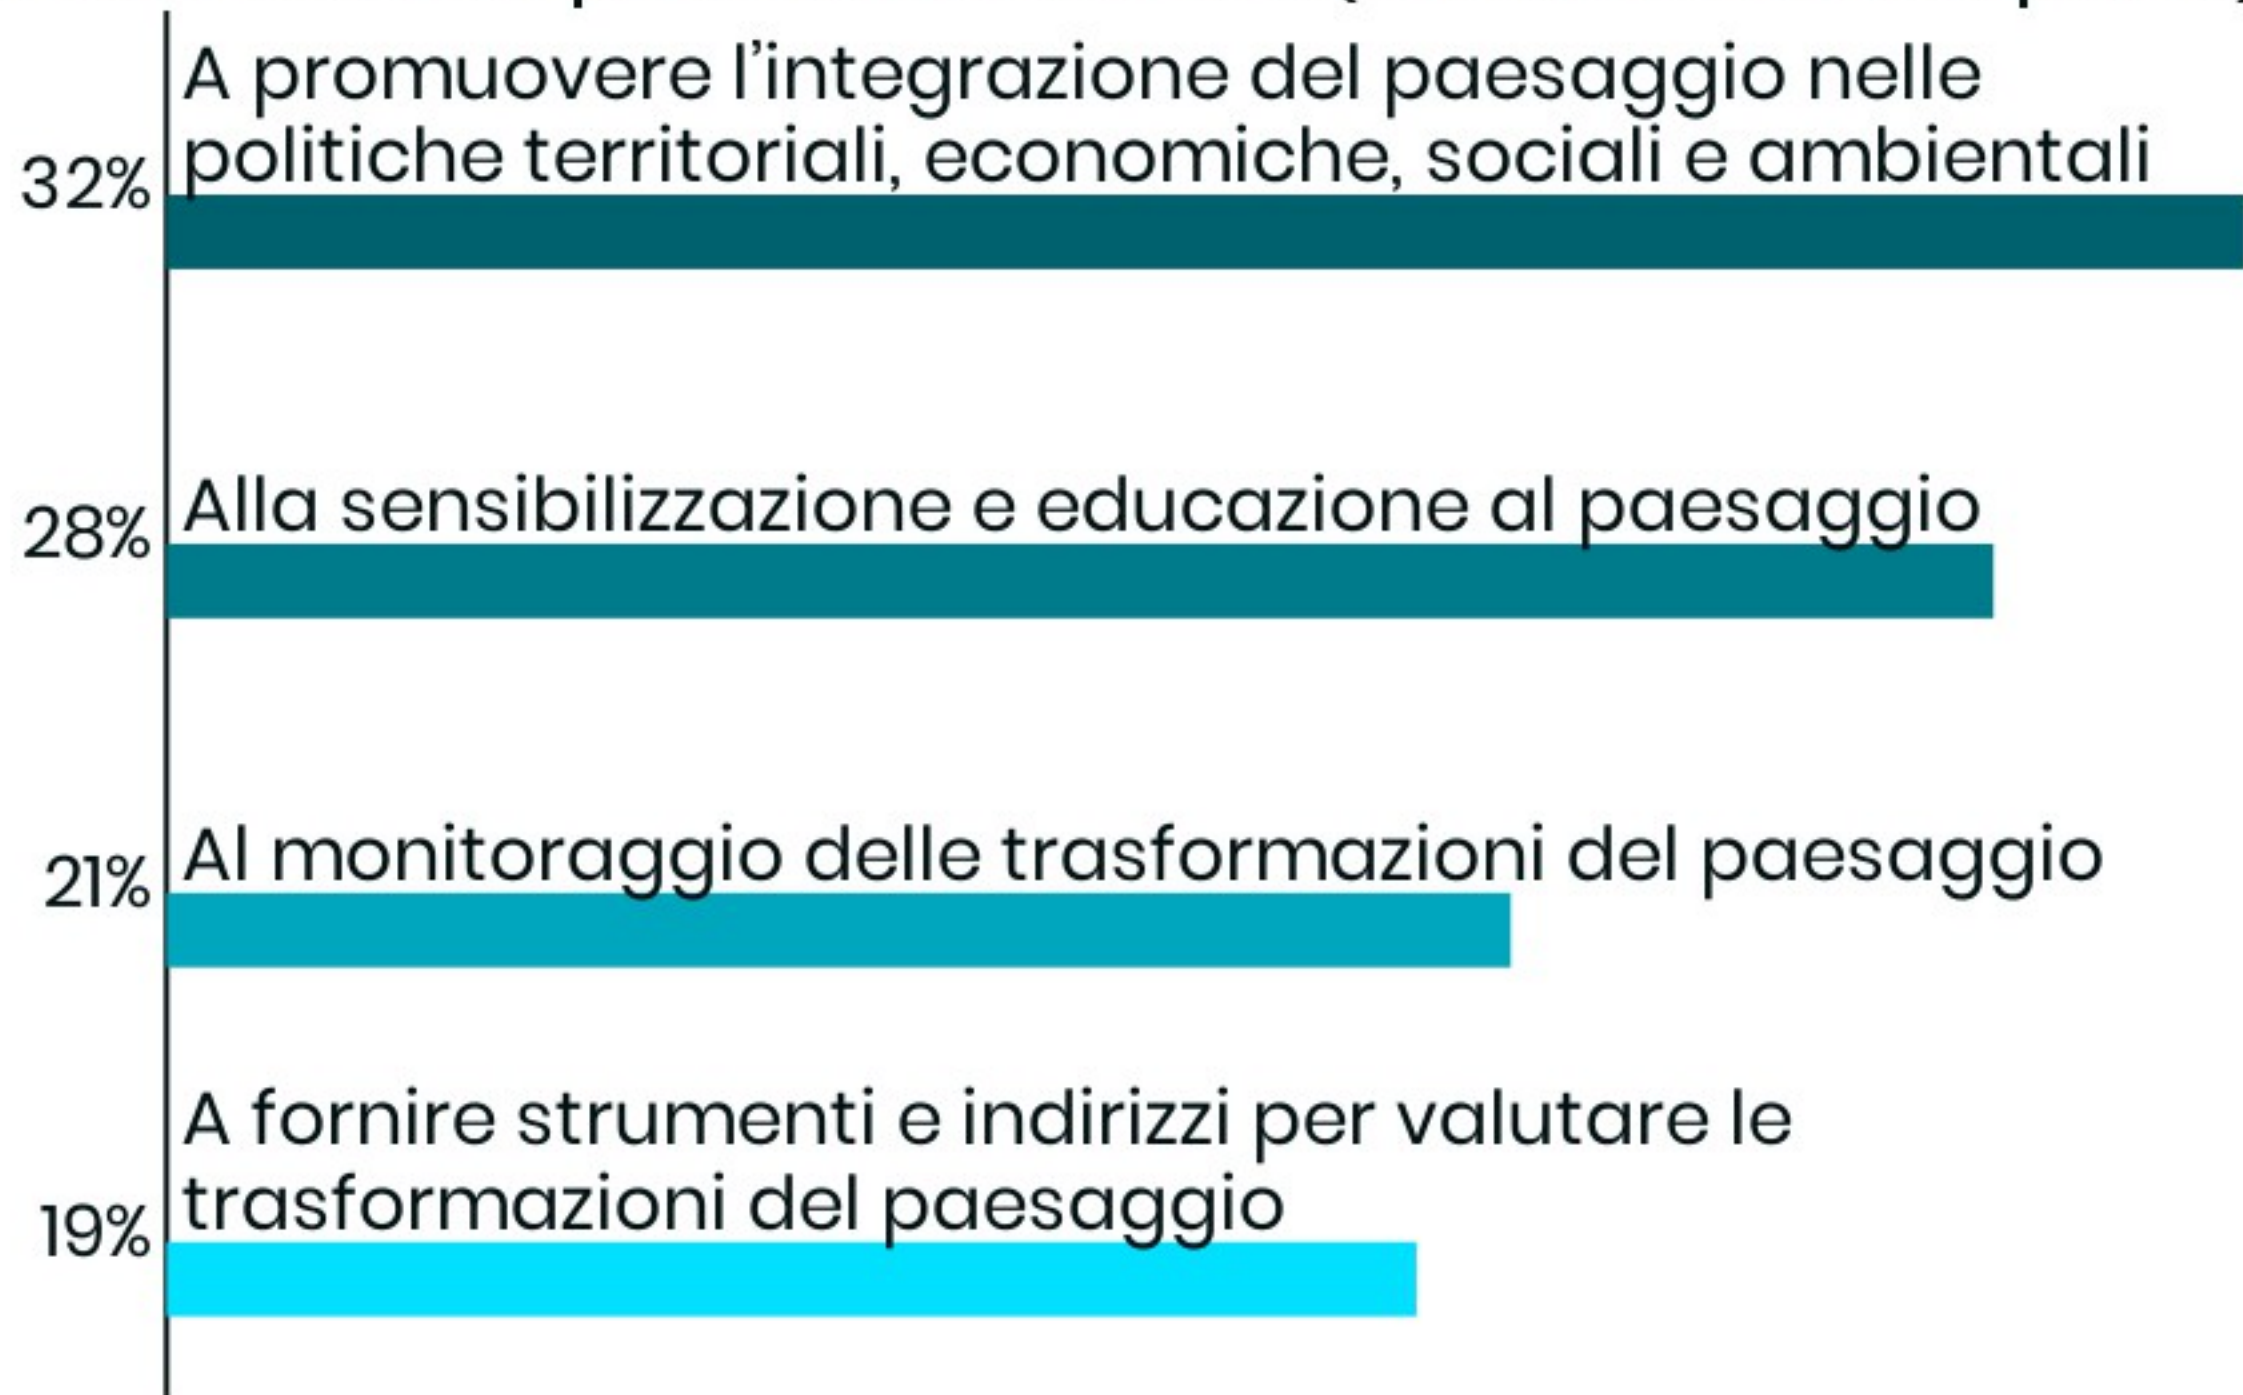 A promuovere l’integrazione del paesaggio nelle
politiche territoriali, economiche, sociali e ambientali
32%
Alla sensibilizzazione e educazione al paesaggio
28%
Al monitoraggio delle trasformazioni del paesaggio
21%
A fornire strumenti e indirizzi per valutare le
trasformazioni del paesaggio
19%